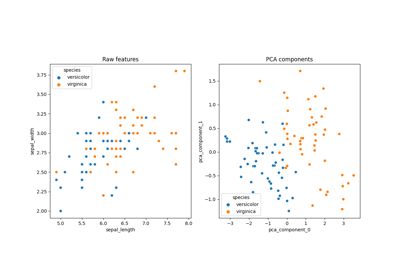 Raw features
species
versicolor
virginica
sepal_width
3.75
3.50
3.25
3.00
2.75
2.50
2.25
2.00
5.0 5.5 6.0 6.5 7.0 7.5 8.0
sepal_length
PCA components
pca_component_1
1.5
1.0
0.5
0.0
−0.5
−1.0
species
versicolor
virginica
−3 −2 −1 0 1 2 3
pca_component_0